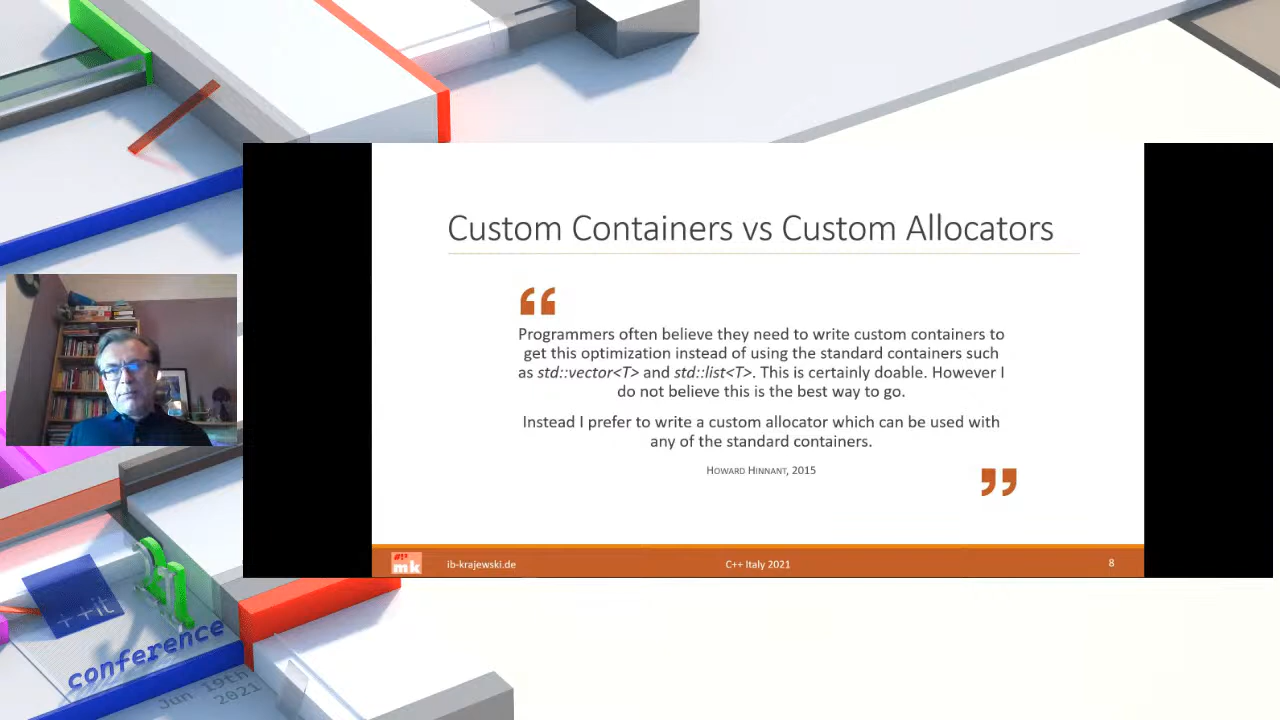 Custom Containers vs Custom Allocators
“
Programmers often believe they need to write custom containers to
get this optimization instead of using the standard containers such
as std::vector<T> and std::list<T>. This is certainly doable. However I
do not believe this is the best way to go.
Instead I prefer to write a custom allocator which can be used with
any of the standard containers.
HOWARD HINNANT, 2015
”
mk
ib-krajewski.de
C++ Italy 2021
8
++it
conference
Jun 19th
2021